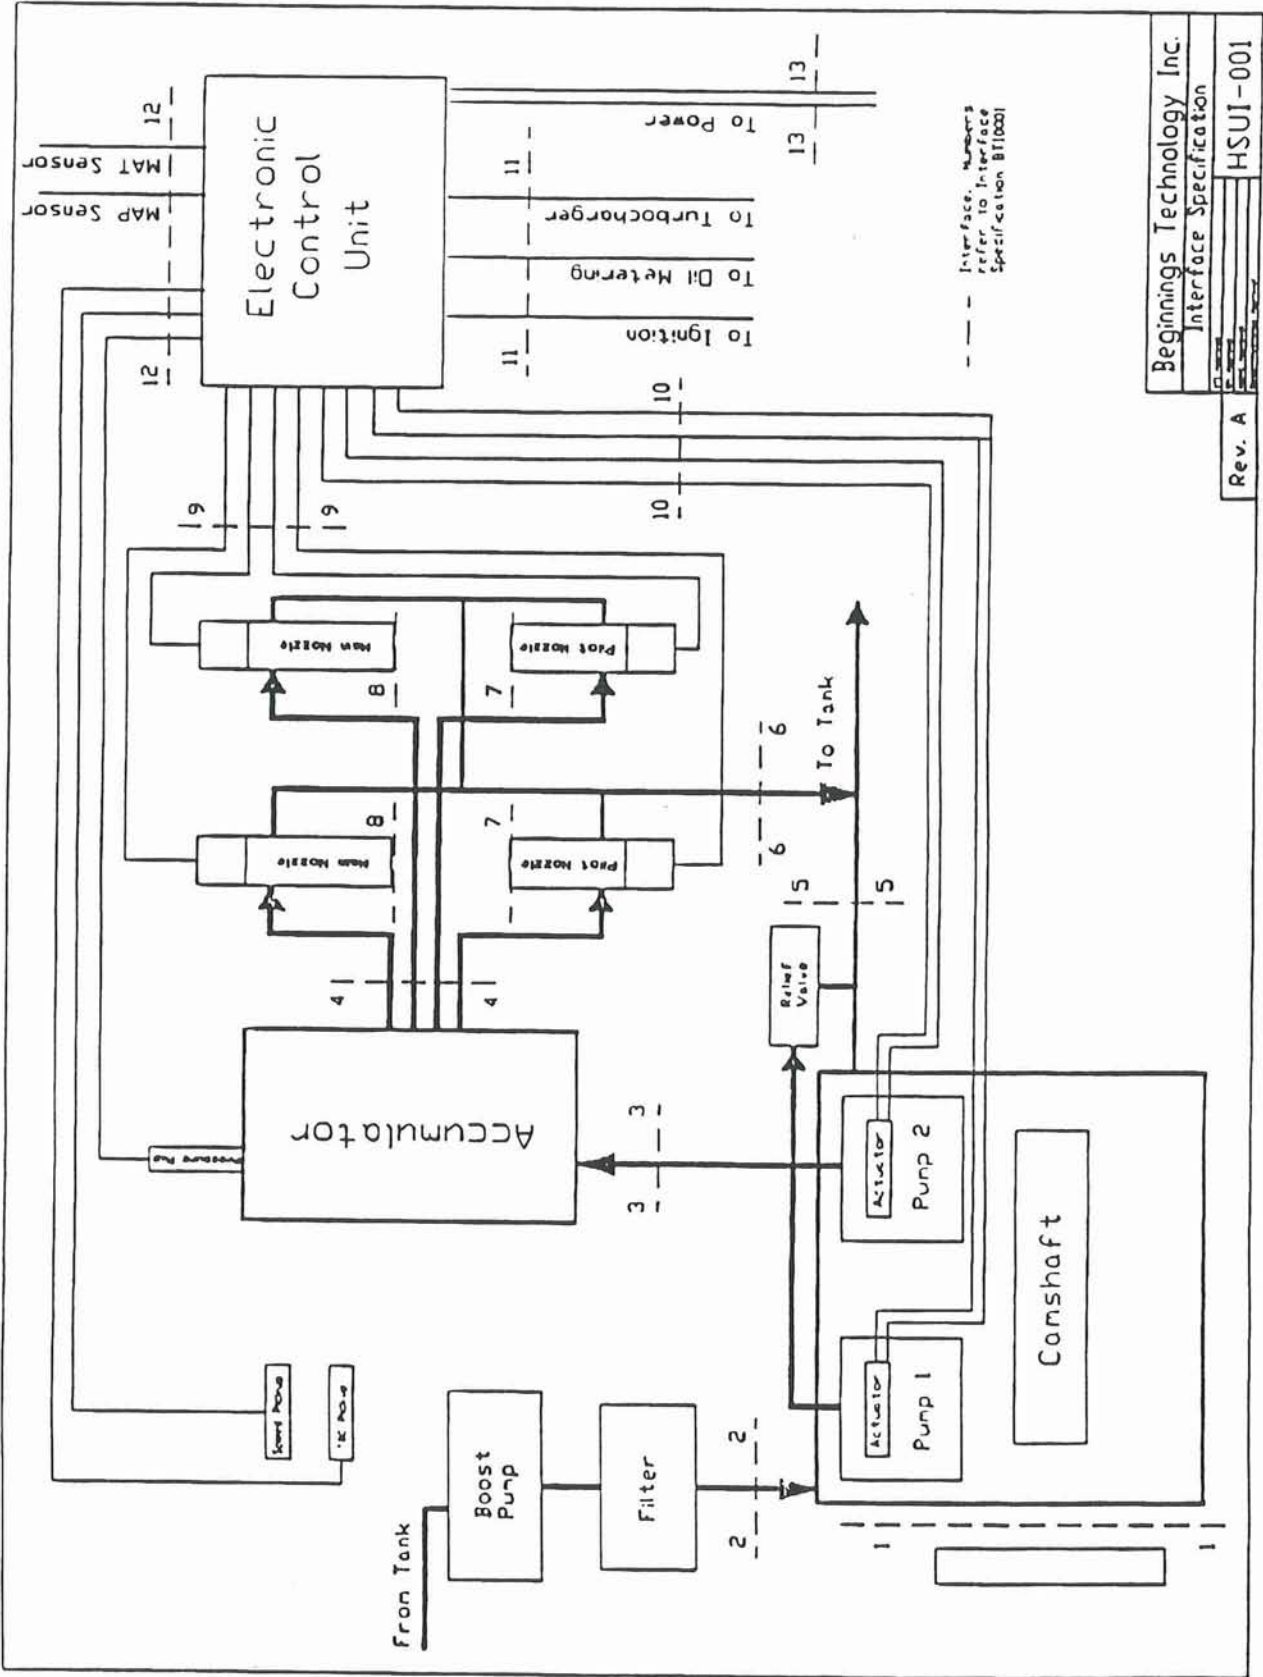 From Tank
Boost
Pump
Filter
2
2
1
1
Accumulator
3
3
4
4
Main Nozzle
Main Nozzle
Pilot Nozzle
Pilot Nozzle
8
8
7
7
6
6
To Tank
5
5
Relief
Valve
Actuator
Pump 1
Actuator
Pump 2
Camshaft
9
9
10
10
Electronic
Control
Unit
12
12
MAP Sensor
MAT Sensor
11
11
To Ignition
To Oil Metering
To Turbocharger
To Power
13
13
Interface. Numbers
refer to Interface
Specification BTI0001
Beginnings Technology Inc.
Interface Specification
Rev. A
HSUI-001